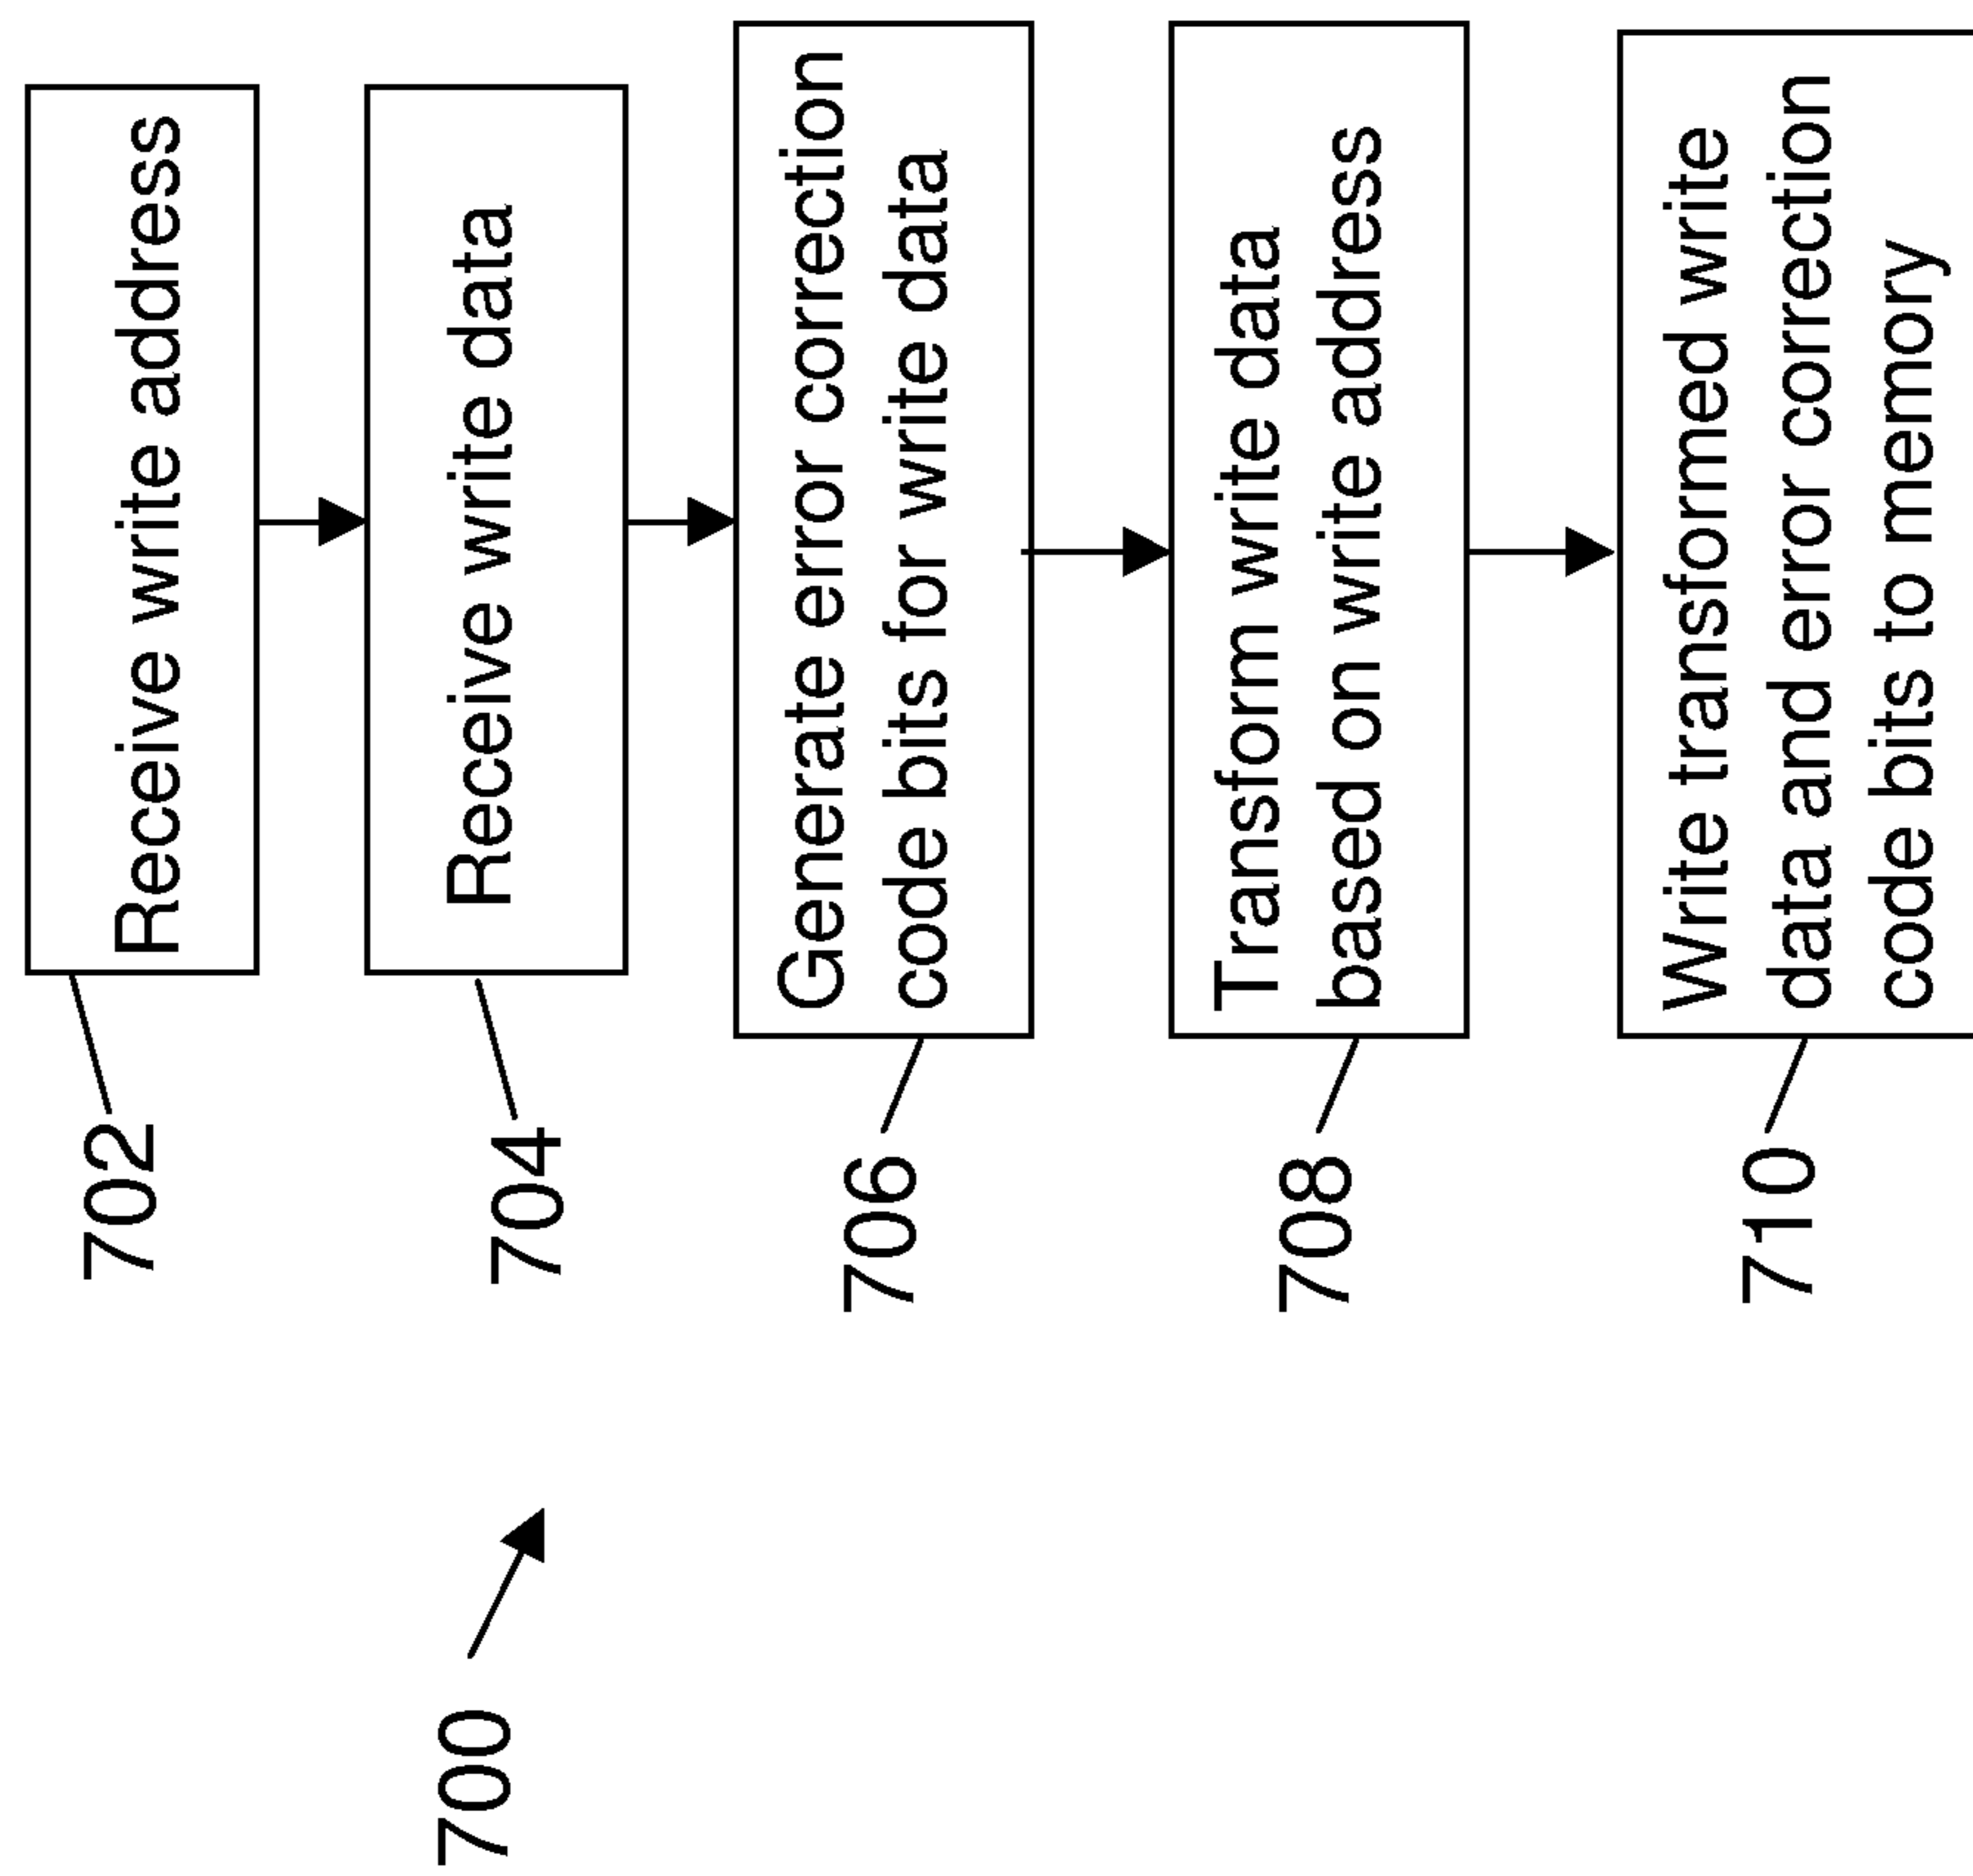 700
702
Receive write address
704
Receive write data
706
Generate error correction
code bits for write data
708
Transform write data
based on write address
710
Write transformed write
data and error correction
code bits to memory